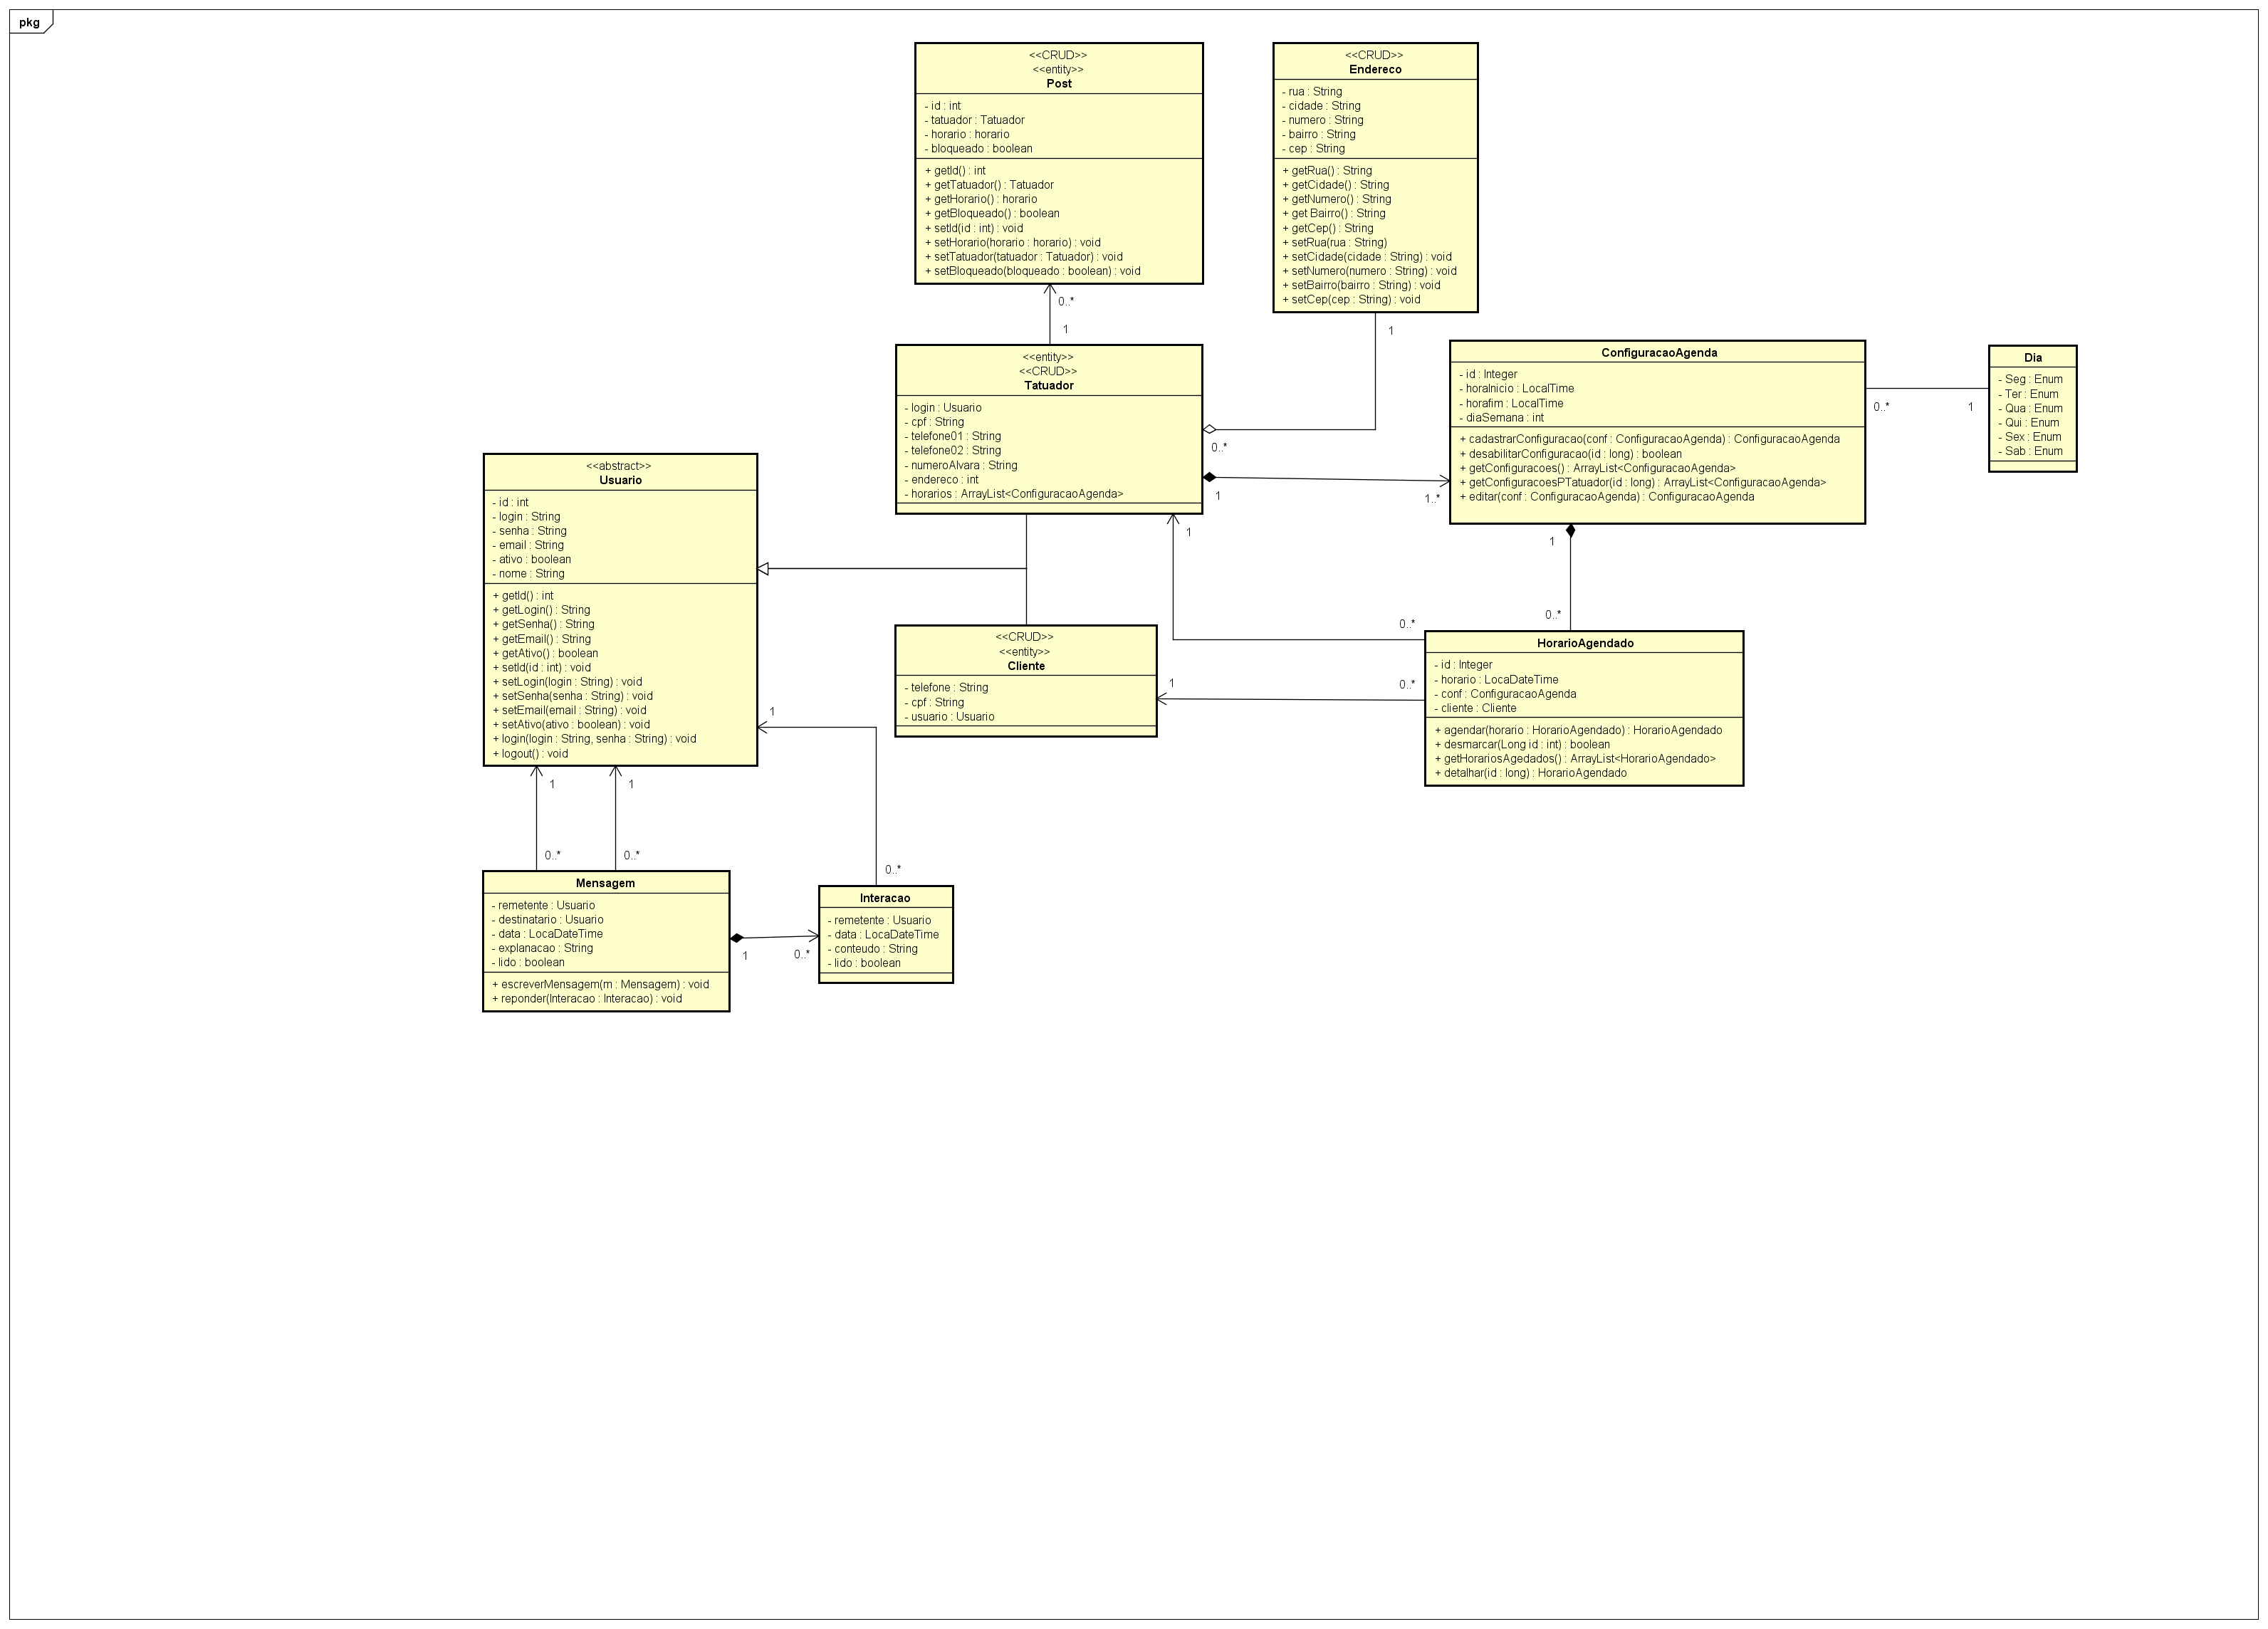 pkg
<<CRUD>>
<<entity>>
Post
- id : int
- tatuador : Tatuador
- horario : horario
- bloqueado : boolean
+ getId() : int
+ getTatuador() : Tatuador
+ getHorario() : horario
+ getBloqueado() : boolean
+ setId(id : int) : void
+ setHorario(horario : horario) : void
+ setTatuador(tatuador : Tatuador) : void
+ setBloqueado(bloqueado : boolean) : void
<<CRUD>>
Endereco
- rua : String
- cidade : String
- numero : String
- bairro : String
- cep : String
+ getRua() : String
+ getCidade() : String
+ getNumero() : String
+ get Bairro() : String
+ getCep() : String
+ setRua(rua : String)
+ setCidade(cidade : String) : void
+ setNumero(numero : String) : void
+ setBairro(bairro : String) : void
+ setCep(cep : String) : void
0..*
1
1
<<entity>>
<<CRUD>>
Tatuador
- login : Usuario
- cpf : String
- telefone01 : String
- telefone02 : String
- numeroAlvara : String
- endereco : int
- horarios : ArrayList<ConfiguracaoAgenda>
0..*
1
1..*
1
ConfiguracaoAgenda
- id : Integer
- horaInicio : LocalTime
- horafim : LocalTime
- diaSemana : int
+ cadastrarConfiguracao(conf : ConfiguracaoAgenda) : ConfiguracaoAgenda
+ desabilitarConfiguracao(id : long) : boolean
+ getConfiguracoes() : ArrayList<ConfiguracaoAgenda>
+ getConfiguracoesPTatuador(id : long) : ArrayList<ConfiguracaoAgenda>
+ editar(conf : ConfiguracaoAgenda) : ConfiguracaoAgenda
0..*
1
Dia
- Seg : Enum
- Ter : Enum
- Qua : Enum
- Qui : Enum
- Sex : Enum
- Sab : Enum
1
0..*
<<abstract>>
Usuario
- id : int
- login : String
- senha : String
- email : String
- ativo : boolean
- nome : String
+ getId() : int
+ getLogin() : String
+ getSenha() : String
+ getEmail() : String
+ getAtivo() : boolean
+ setId(id : int) : void
+ setLogin(login : String) : void
+ setSenha(senha : String) : void
+ setEmail(email : String) : void
+ setAtivo(ativo : boolean) : void
+ login(login : String, senha : String) : void
+ logout() : void
<<CRUD>>
<<entity>>
Cliente
- telefone : String
- cpf : String
- usuario : Usuario
0..*
1
0..*
HorarioAgendado
- id : Integer
- horario : LocaDateTime
- conf : ConfiguracaoAgenda
- cliente : Cliente
+ agendar(horario : HorarioAgendado) : HorarioAgendado
+ desmarcar(Long id : int) : boolean
+ getHorariosAgedados() : ArrayList<HorarioAgendado>
+ detalhar(id : long) : HorarioAgendado
1
1
1
0..*
0..*
0..*
Mensagem
- remetente : Usuario
- destinatario : Usuario
- data : LocaDateTime
- explanacao : String
- lido : boolean
+ escreverMensagem(m : Mensagem) : void
+ reponder(Interacao : Interacao) : void
1
0..*
Interacao
- remetente : Usuario
- data : LocaDateTime
- conteudo : String
- lido : boolean